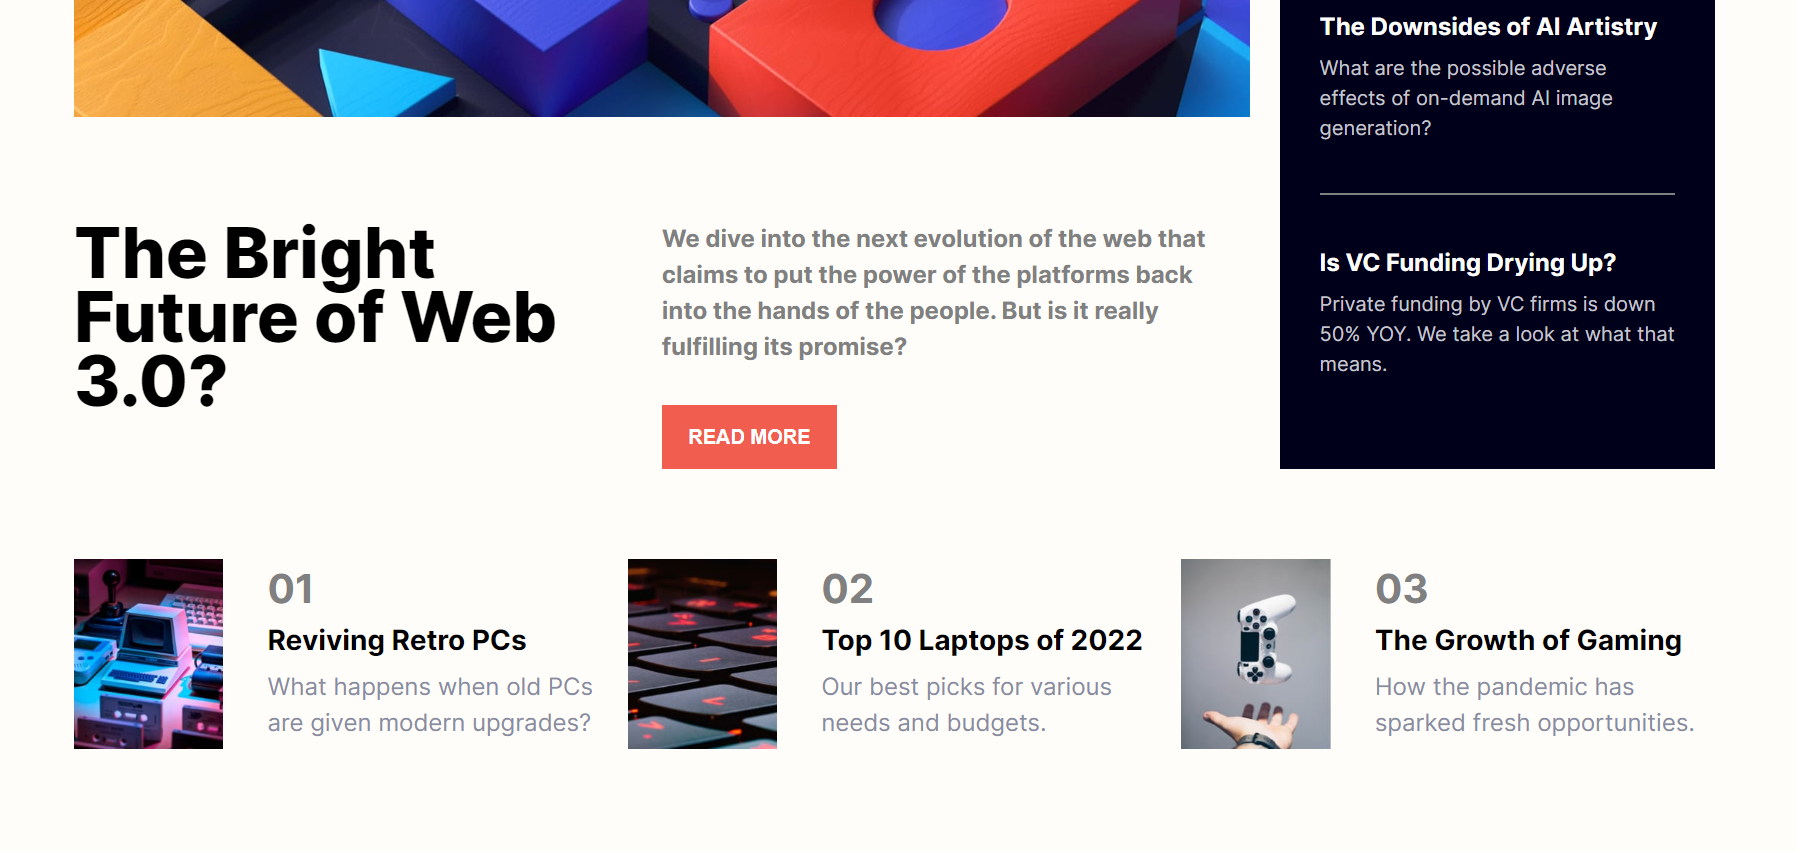 The Downsides of AI Artistry
What are the possible adverse
effects of on-demand AI image
generation?
Is VC Funding Drying Up?
Private funding by VC firms is down
50% YOY. We take a look at what that
means.
The Bright
Future of Web
3.0?
We dive into the next evolution of the web that
claims to put the power of the platforms back
into the hands of the people. But is it really
fulfilling its promise?
READ MORE
01
Reviving Retro PCs
What happens when old PCs
are given modern upgrades?
02
Top 10 Laptops of 2022
Our best picks for various
needs and budgets.
03
The Growth of Gaming
How the pandemic has
sparked fresh opportunities.